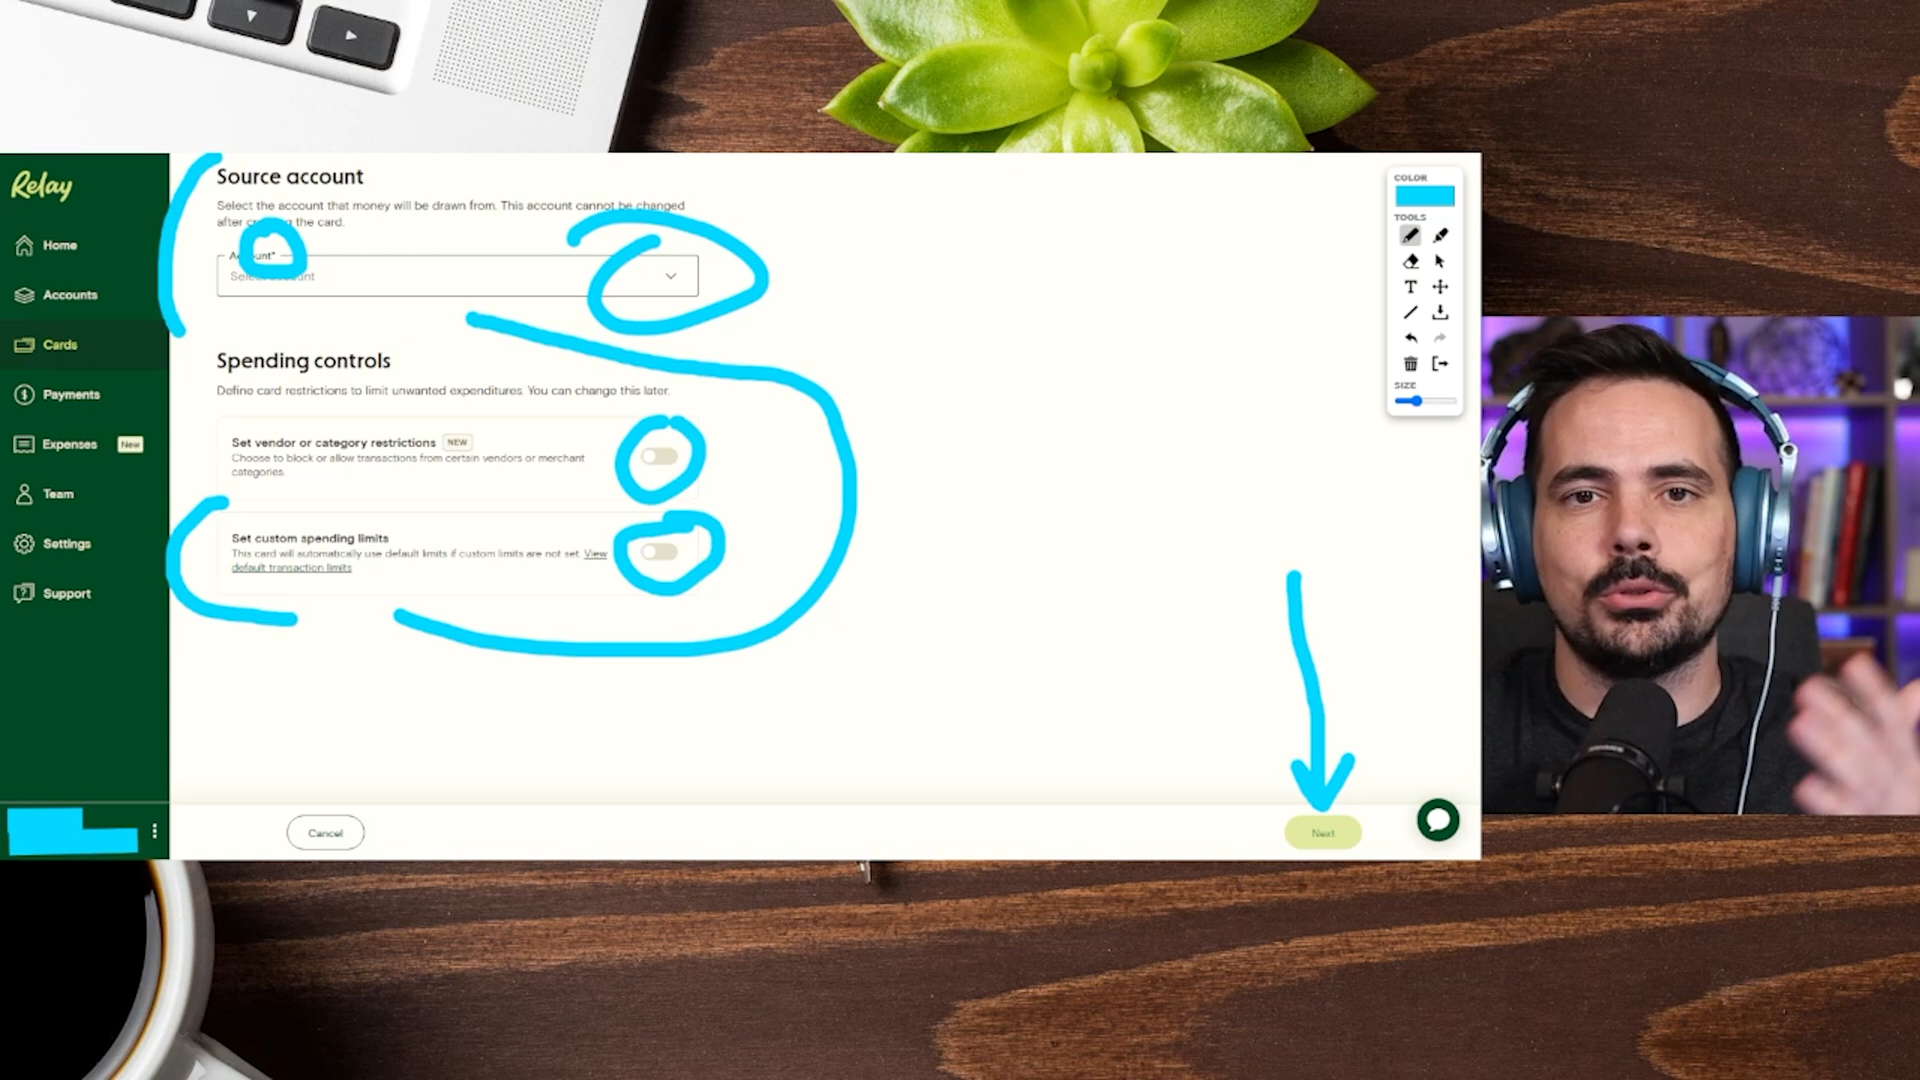 Relay
Home
Accounts
Cards
Payments
Expenses New
Team
Settings
Support
Source account
Select the account that money will be drawn from. This account cannot be changed
after the card.
Account*
Select account
Spending controls
Define card restrictions to limit unwanted expenditures. You can change this later.
Set vendor or category restrictions NEW
Choose to block or allow transactions from certain vendors or merchant
categories.
Set custom spending limits
This card will automatically use default limits if custom limits are not set. View
default transaction limits
Cancel
Next
COLOR
TOOLS
T
SIZE